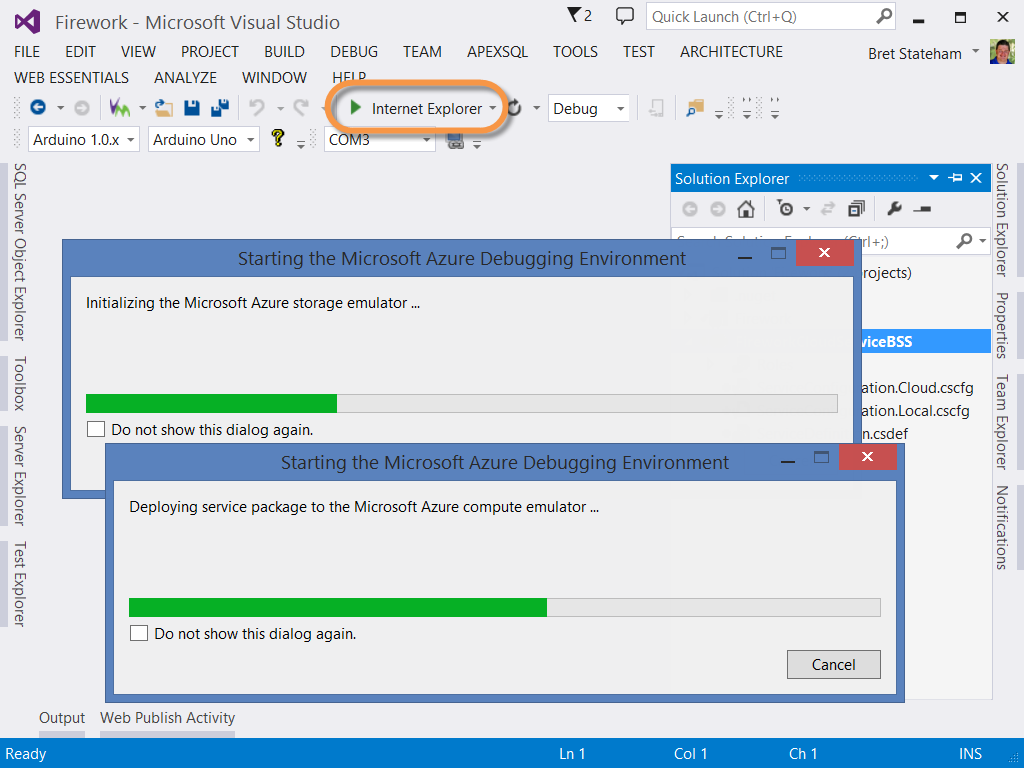 Firework - Microsoft Visual Studio
2
Quick Launch (Ctrl+Q)
FILE EDIT VIEW PROJECT BUILD DEBUG TEAM APEXSQL TOOLS TEST ARCHITECTURE
Bret Stateham
WEB ESSENTIALS ANALYZE WINDOW HELP
Internet Explorer
Debug
Arduino 1.0.x
Arduino Uno
COM3
SQL Server Object Explorer
Toolbox
Server Explorer
Test Explorer
Solution Explorer
Ctrl+;)
rojects)
viceBSS
ation.Cloud.cscfg
ation.Local.cscfg
n.csdef
Solution Explorer
Properties
Team Explorer
Notifications
Starting the Microsoft Azure Debugging Environment
Initializing the Microsoft Azure storage emulator ...
Do not show this dialog again.
Starting the Microsoft Azure Debugging Environment
Deploying service package to the Microsoft Azure compute emulator ...
Do not show this dialog again.
Cancel
Output Web Publish Activity
Ready Ln 1 Col 1 Ch 1 INS